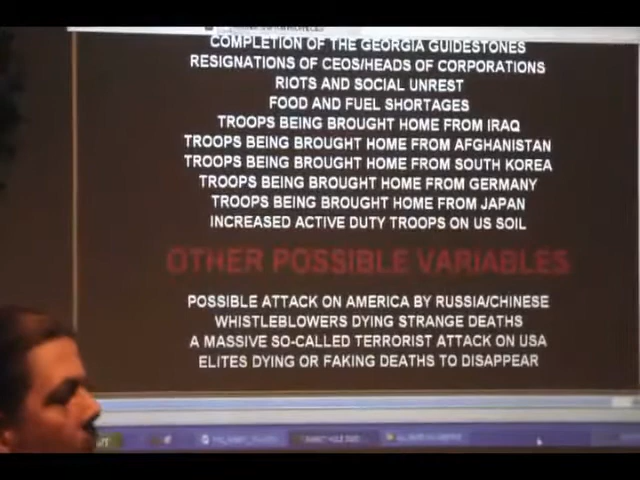 COMPLETION OF THE GEORGIA GUIDESTONES
RESIGNATIONS OF CEOS/HEADS OF CORPORATIONS
RIOTS AND SOCIAL UNREST
FOOD AND FUEL SHORTAGES
TROOPS BEING BROUGHT HOME FROM IRAQ
TROOPS BEING BROUGHT HOME FROM AFGHANISTAN
TROOPS BEING BROUGHT HOME FROM SOUTH KOREA
TROOPS BEING BROUGHT HOME FROM GERMANY
TROOPS BEING BROUGHT HOME FROM JAPAN
INCREASED ACTIVE DUTY TROOPS ON US SOIL
OTHER POSSIBLE VARIABLES
POSSIBLE ATTACK ON AMERICA BY RUSSIA/CHINESE
WHISTLEBLOWERS DYING STRANGE DEATHS
A MASSIVE SO-CALLED TERRORIST ATTACK ON USA
ELITES DYING OR FAKING DEATHS TO DISAPPEAR